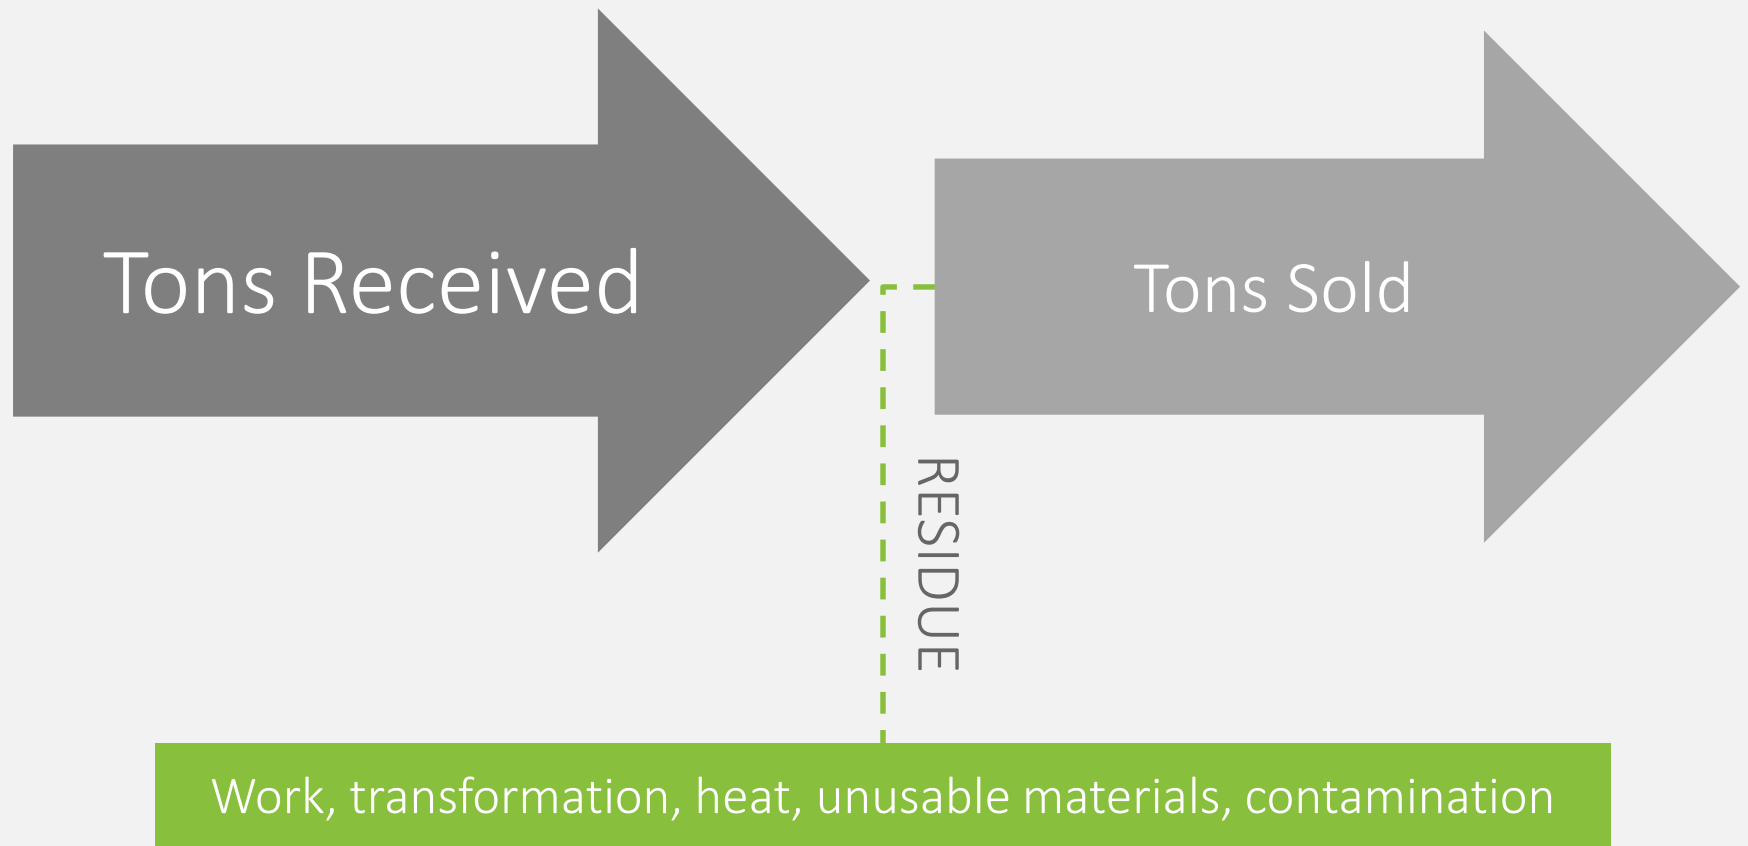 Tons Received
Tons Sold
RESIDUE
Work, transformation, heat, unusable materials, contamination